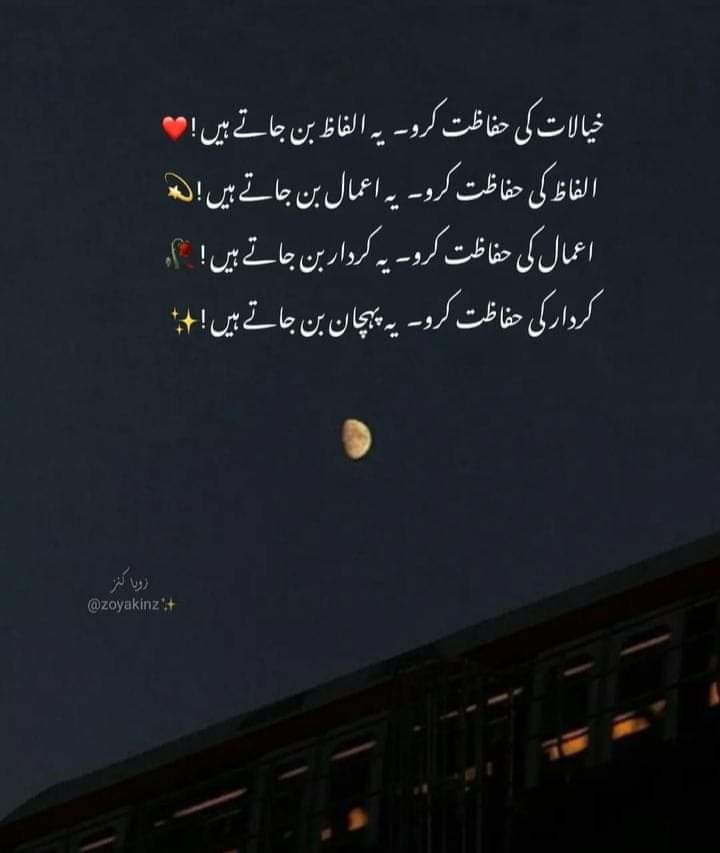 خیالات کی حفاظت کرو۔ یہ الفاظ بن جاتے ہیں!❤️
الفاظ کی حفاظت کرو۔ یہ اعمال بن جاتے ہیں!💫
اعمال کی حفاظت کرو۔ یہ کردار بن جاتے ہیں!🥀
کردار کی حفاظت کرو۔ یہ پہچان بن جاتے ہیں!✨
زویا کنز
@zoyakinz✨